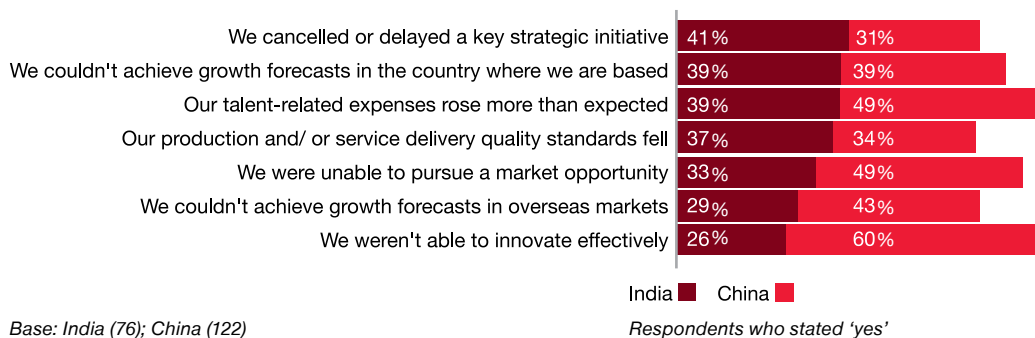 We cancelled or delayed a key strategic initiative 41% 31%
We couldn't achieve growth forecasts in the country where we are based 39% 39%
Our talent-related expenses rose more than expected 39% 49%
Our production and/ or service delivery quality standards fell 37% 34%
We were unable to pursue a market opportunity 33% 49%
We couldn't achieve growth forecasts in overseas markets 29% 43%
We weren't able to innovate effectively 26% 60%
India China
Base: India (76); China (122) Respondents who stated ‘yes’